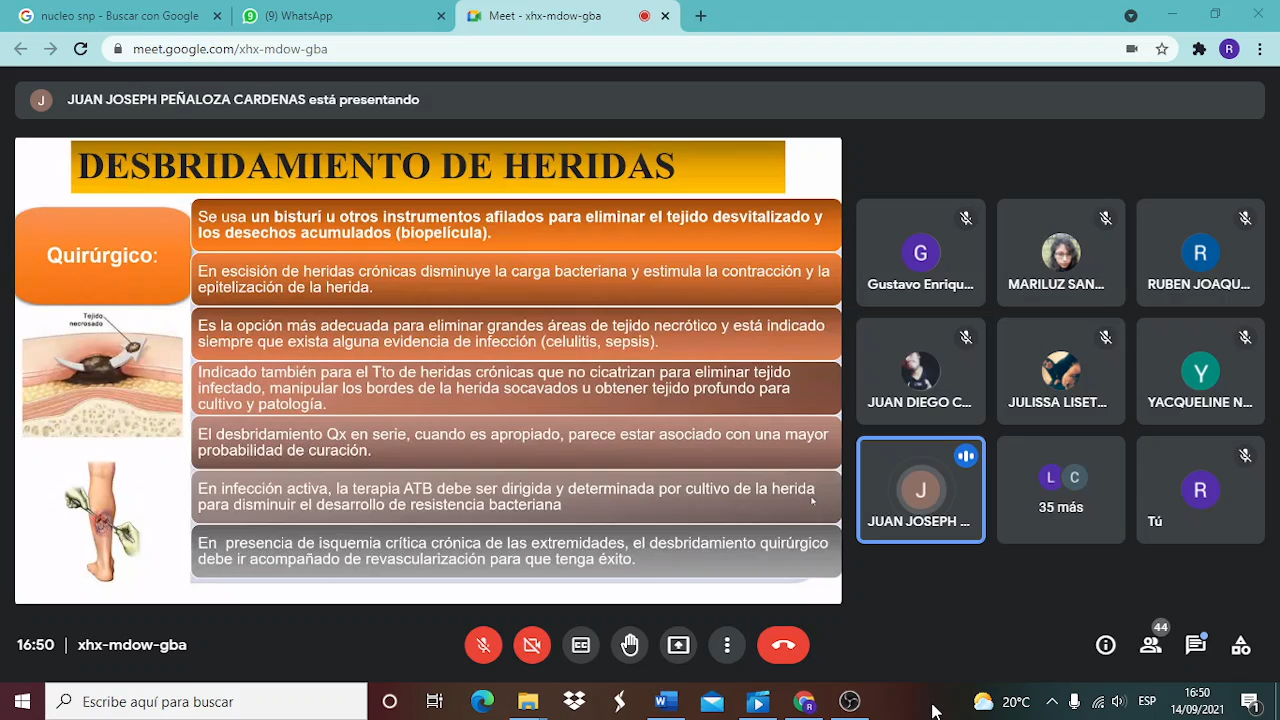 nucleo snp - Buscar con Google
(9) WhatsApp
Meet - xhx-mdow-gba
meet.google.com/xhx-mdow-gba
R
J
JUAN JOSEPH PEÑALOZA CARDENAS está presentando
DESBRIDAMIENTO DE HERIDAS
Quirúrgico:
Tejido
necrosado
Se usa un bisturí u otros instrumentos afilados para eliminar el tejido desvitalizado y
los desechos acumulados (biopelícula).
En escisión de heridas crónicas disminuye la carga bacteriana y estimula la contracción y la
epitelización de la herida.
Es la opción más adecuada para eliminar grandes áreas de tejido necrótico y está indicado
siempre que exista alguna evidencia de infección (celulitis, sepsis).
Indicado también para el Tto de heridas crónicas que no cicatrizan para eliminar tejido
infectado, manipular los bordes de la herida socavados u obtener tejido profundo para
cultivo y patología.
El desbridamiento Qx en serie, cuando es apropiado, parece estar asociado con una mayor
probabilidad de curación.
En infección activa, la terapia ATB debe ser dirigida y determinada por cultivo de la herida
para disminuir el desarrollo de resistencia bacteriana
En presencia de isquemia crítica crónica de las extremidades, el desbridamiento quirúrgico
debe ir acompañado de revascularización para que tenga éxito.
G
Gustavo Enriqu...
MARILUZ SAN...
R
RUBEN JOAQU...
JUAN DIEGO C...
JULISSA LISET...
Y
YACQUELINE N...
J
JUAN JOSEPH ...
L C
35 más
R
Tú
16:50 | xhx-mdow-gba
44
Escribe aquí para buscar
20°C
ESP
16:50
14/09/2021
1